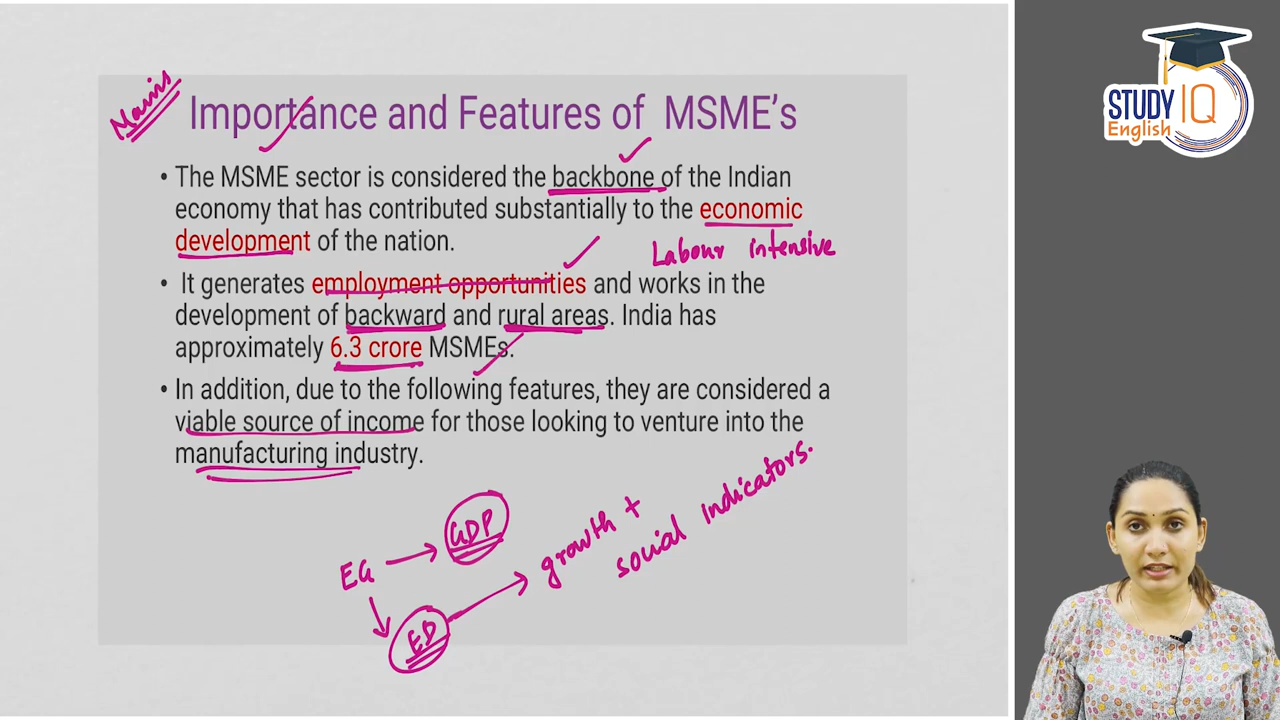 Mains
Importance and Features of MSME's
• The MSME sector is considered the backbone of the Indian
economy that has contributed substantially to the economic
development of the nation.
Labour intensive
• It generates employment opportunities and works in the
development of backward and rural areas. India has
approximately 6.3 crore MSMEs.
• In addition, due to the following features, they are considered a
viable source of income for those looking to venture into the
manufacturing industry.
EG → GDP
ED → growth +
social indicators.
STUDY IQ
English